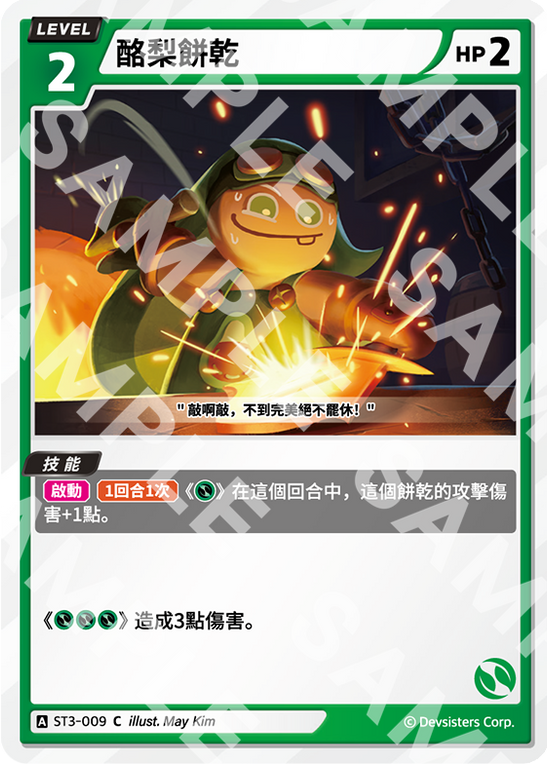 LEVEL
2
酪梨餅乾
HP 2
SAMPLE SAMPLE SAMPLE
"敲啊敲，不到完美絕不罷休！"
技能
啟動 1回合1次 《》在這個回合中，這個餅乾的攻擊傷
害+1點。
《》造成3點傷害。
A ST3-009 C illust. May Kim
© Devsisters Corp.